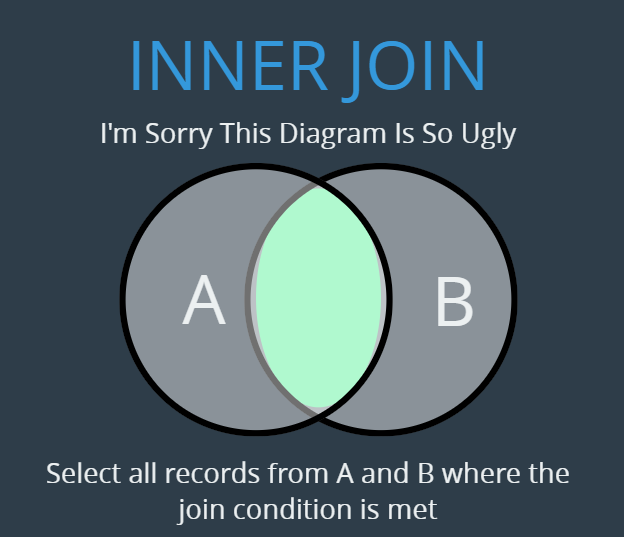 INNER JOIN
I'm Sorry This Diagram Is So Ugly
A B
Select all records from A and B where the
join condition is met